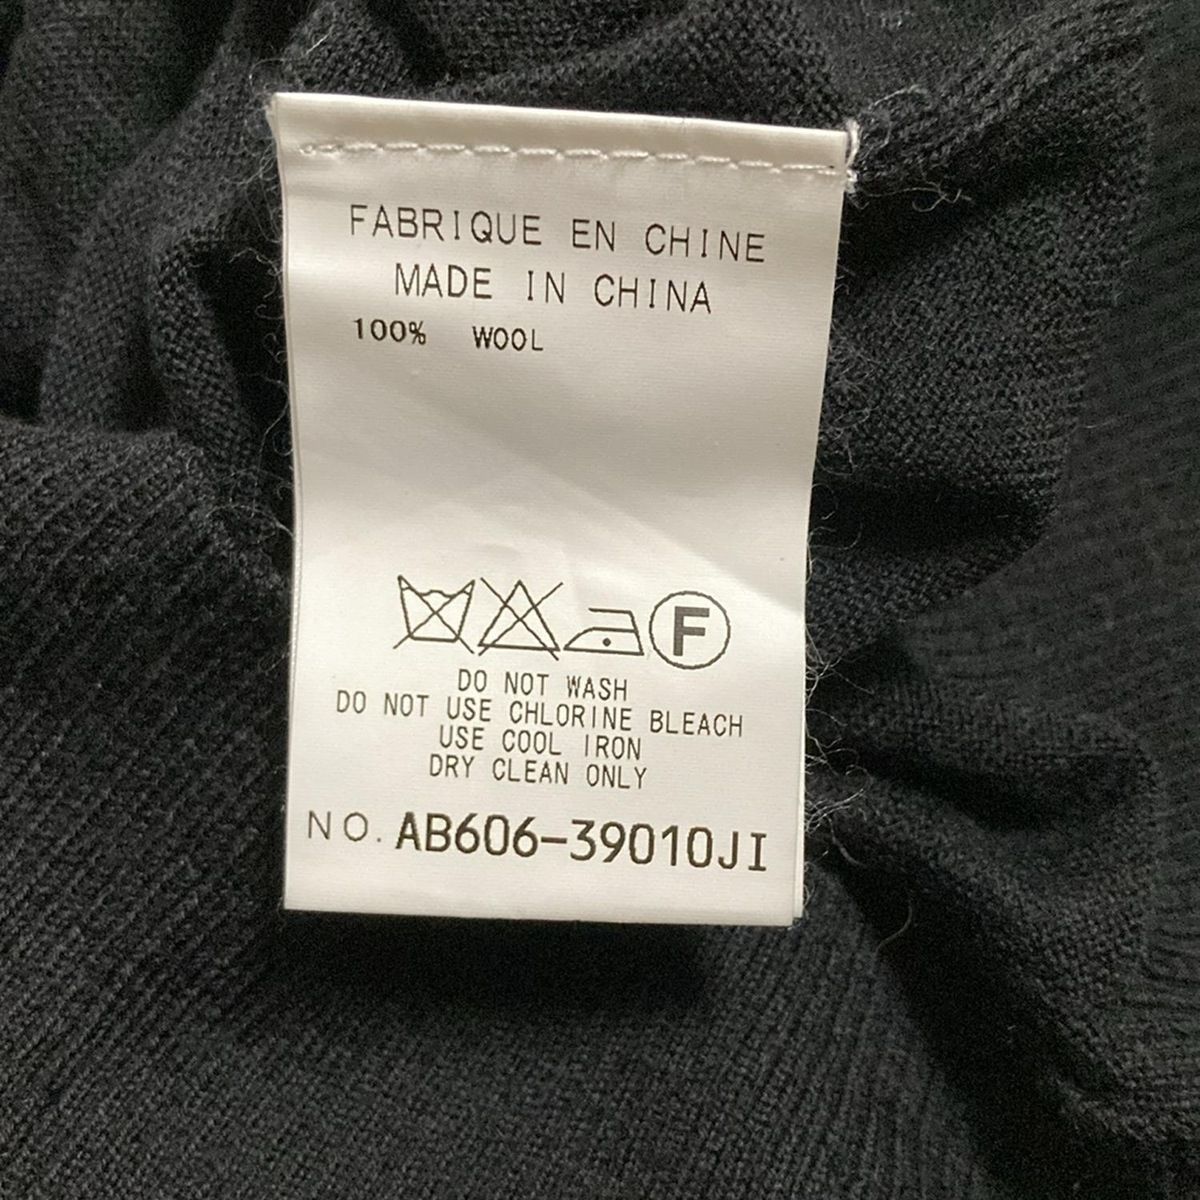 FABRIQUE EN CHINE
MADE IN CHINA
100% WOOL
F
DO NOT WASH
DO NOT USE CHLORINE BLEACH
USE COOL IRON
DRY CLEAN ONLY
NO. AB606-39010JI